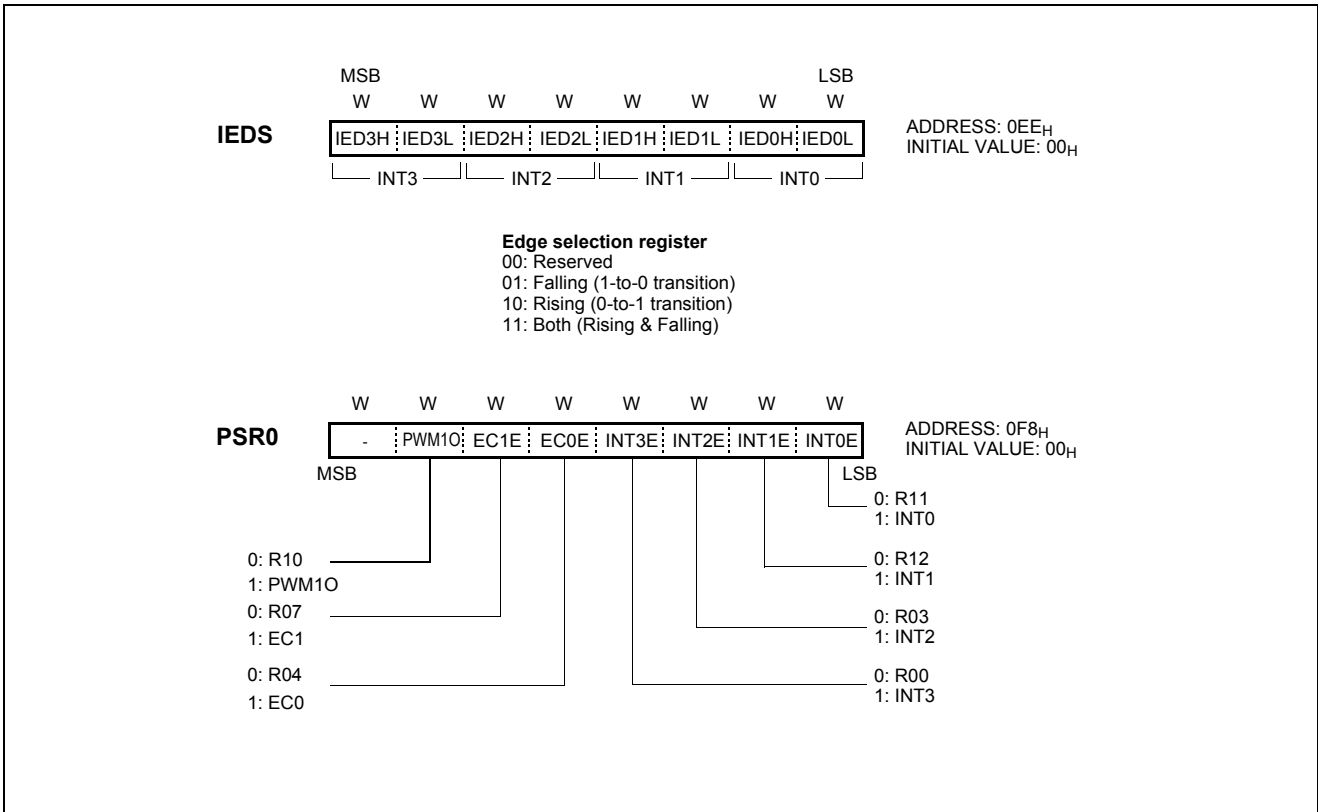 MSB LSB
W W W W W W W W
IEDS
IED3H IED3L IED2H IED2L IED1H IED1L IED0H IED0L
ADDRESS: 0EEH
INITIAL VALUE: 00H
INT3 INT2 INT1 INT0
Edge selection register
00: Reserved
01: Falling (1-to-0 transition)
10: Rising (0-to-1 transition)
11: Both (Rising & Falling)
W W W W W W W W
PSR0
- PWM1O EC1E EC0E INT3E INT2E INT1E INT0E
ADDRESS: 0F8H
INITIAL VALUE: 00H
MSB LSB
0: R11
1: INT0
0: R10
1: PWM1O
0: R12
1: INT1
0: R07
1: EC1
0: R03
1: INT2
0: R04
1: EC0
0: R00
1: INT3